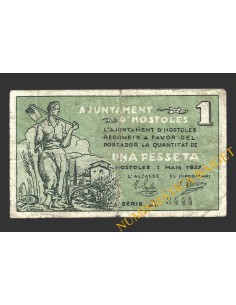 AJUNTAMENT
D'HOSTOLES
1
L'AJUNTAMENT D'HOSTOLES
RECONEIX A FAVOR DEL
PORTADOR LA QUANTITAT DE
UNA PESSETA
HOSTOLES 1 MAIG 1937
L'ALCALDE EL DIPOSITARI
SÈRIE A